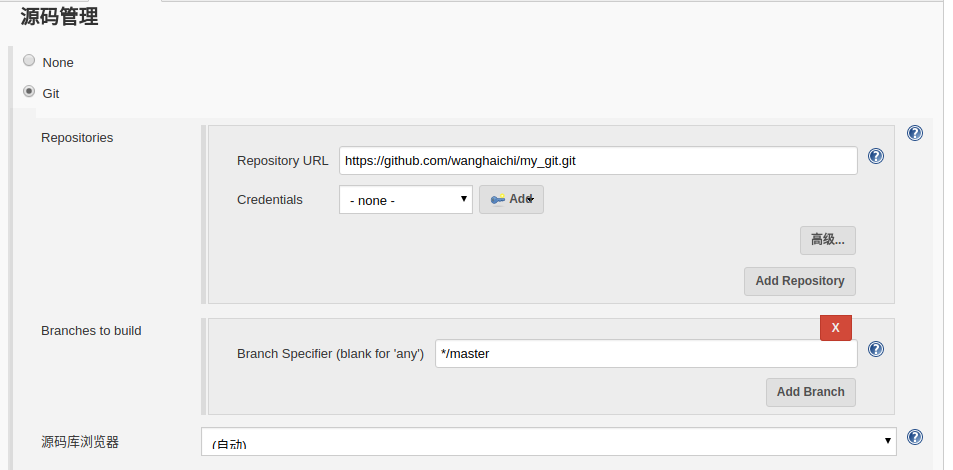 源码管理
None
Git
Repositories
Repository URL https://github.com/wanghaichi/my_git.git
Credentials - none - Add
高级...
Add Repository
Branches to build
X
Branch Specifier (blank for 'any') */master
Add Branch
源码库浏览器 (自动)